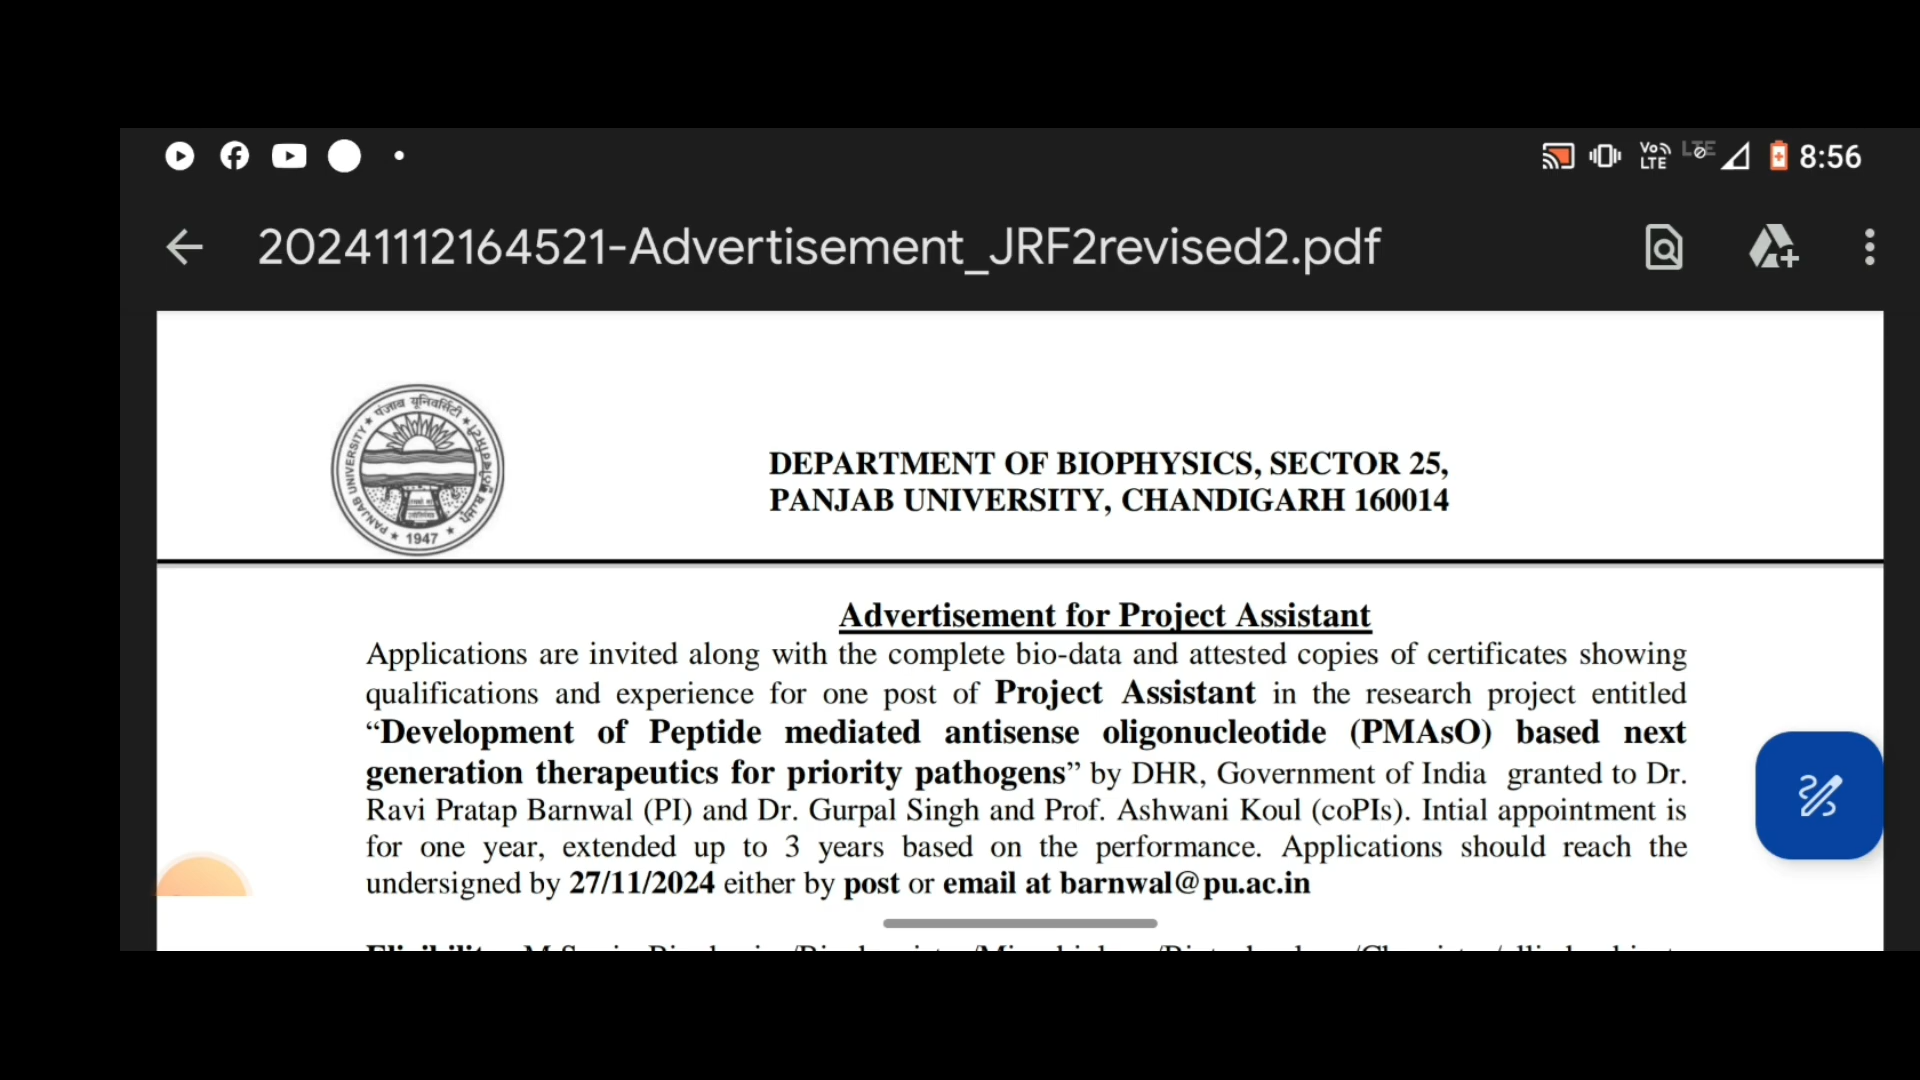 8:56
20241112164521-Advertisement_JRF2revised2.pdf
पंजाब यूनिवर्सिटी
PANJAB UNIVERSITY
1947
DEPARTMENT OF BIOPHYSICS, SECTOR 25,
PANJAB UNIVERSITY, CHANDIGARH 160014
Advertisement for Project Assistant
Applications are invited along with the complete bio-data and attested copies of certificates showing
qualifications and experience for one post of Project Assistant in the research project entitled
“Development of Peptide mediated antisense oligonucleotide (PMAsO) based next
generation therapeutics for priority pathogens” by DHR, Government of India granted to Dr.
Ravi Pratap Barnwal (PI) and Dr. Gurpal Singh and Prof. Ashwani Koul (coPIs). Intial appointment is
for one year, extended up to 3 years based on the performance. Applications should reach the
undersigned by 27/11/2024 either by post or email at barnwal@pu.ac.in